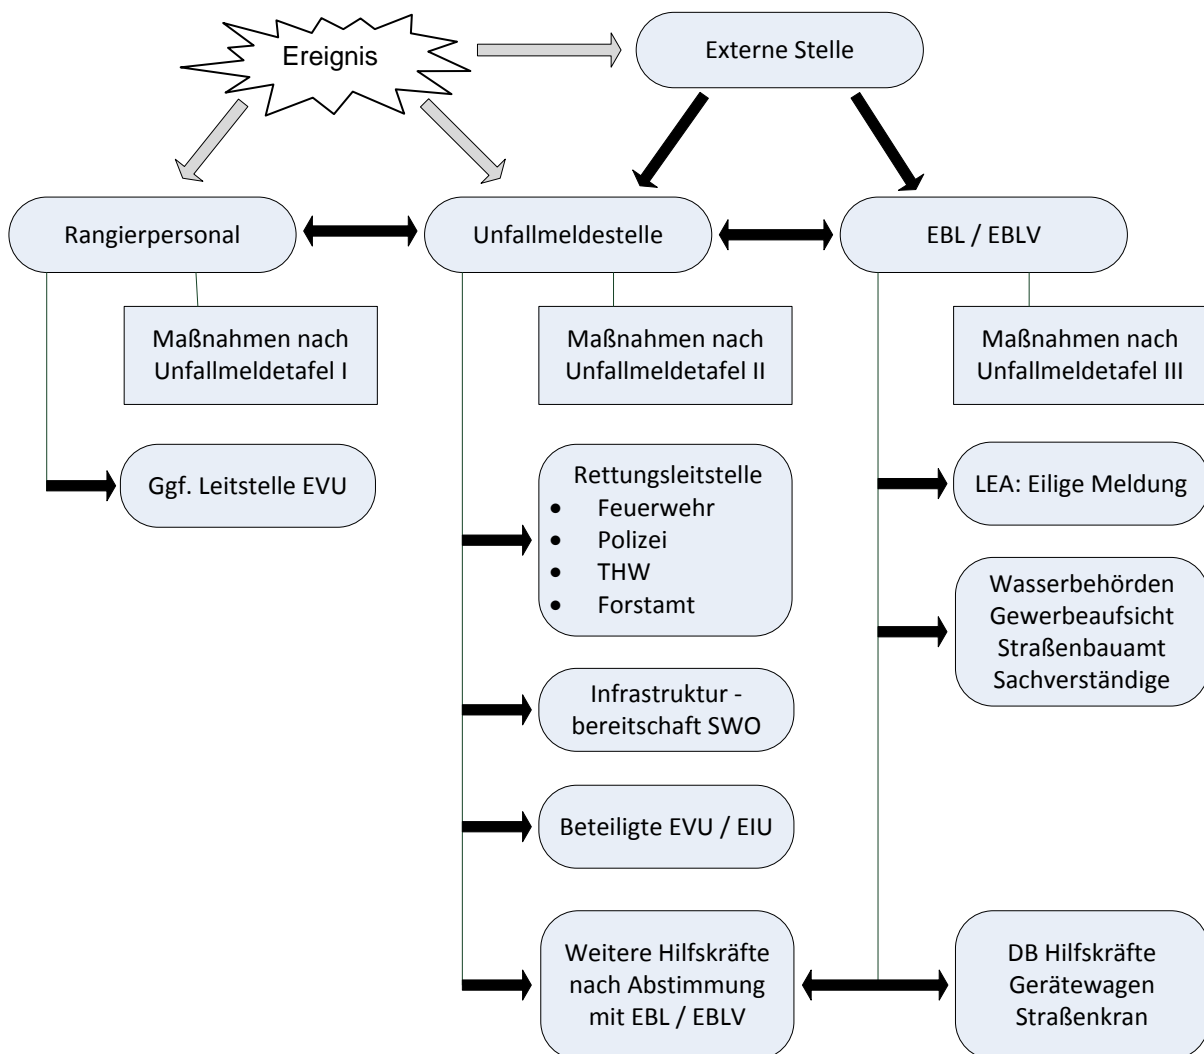 Ereignis
Externe Stelle
Rangierpersonal
Unfallmeldestelle
EBL / EBLV
Maßnahmen nach
Unfallmeldetafel I
Maßnahmen nach
Unfallmeldetafel II
Maßnahmen nach
Unfallmeldetafel III
Ggf. Leitstelle EVU
Rettungsleitstelle
• Feuerwehr
• Polizei
• THW
• Forstamt
LEA: Eilige Meldung
Wasserbehörden
Gewerbeaufsicht
Straßenbauamt
Sachverständige
Infrastruktur -
bereitschaft SWO
Beteiligte EVU / EIU
Weitere Hilfskräfte
nach Abstimmung
mit EBL / EBLV
DB Hilfskräfte
Gerätewagen
Straßenkran